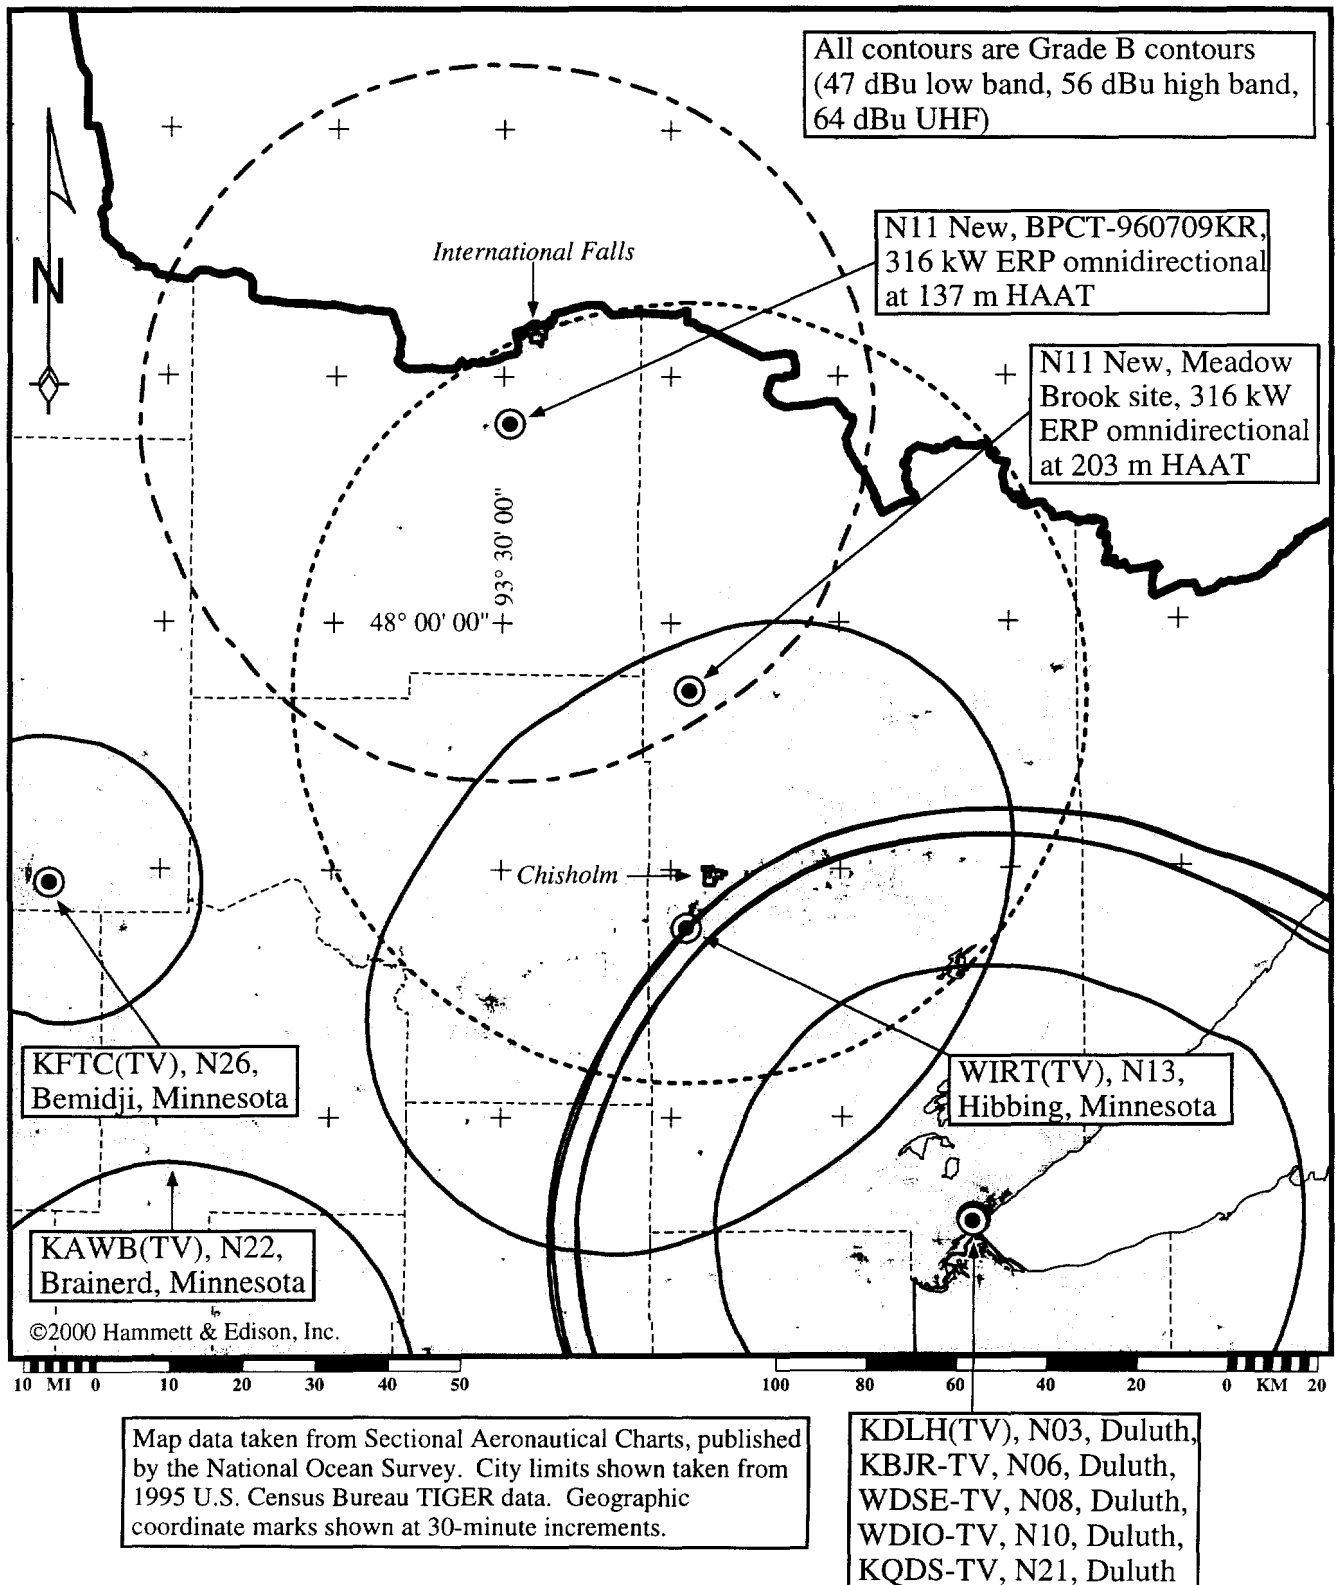 All contours are Grade B contours
(47 dBu low band, 56 dBu high band,
64 dBu UHF)
N11 New, BPCT-960709KR,
316 kW ERP omnidirectional
at 137 m HAAT
International Falls
N
N11 New, Meadow
Brook site, 316 kW
ERP omnidirectional
at 203 m HAAT
93° 30' 00"
48° 00' 00"
Chisholm
KFTC(TV), N26,
Bemidji, Minnesota
WIRT(TV), N13,
Hibbing, Minnesota
KAWB(TV), N22,
Brainerd, Minnesota
©2000 Hammett & Edison, Inc.
10 MI 0 10 20 30 40 50
100 80 60 40 20 0 KM 20
Map data taken from Sectional Aeronautical Charts, published
by the National Ocean Survey. City limits shown taken from
1995 U.S. Census Bureau TIGER data. Geographic
coordinate marks shown at 30-minute increments.
KDLH(TV), N03, Duluth,
KBJR-TV, N06, Duluth,
WDSE-TV, N08, Duluth,
WDIO-TV, N10, Duluth,
KQDS-TV, N21, Duluth